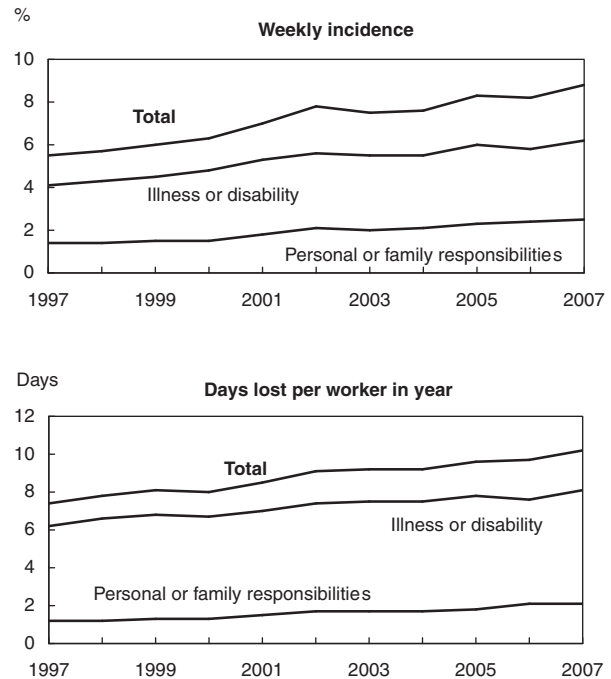 %
Weekly incidence
10
8
Total
6
4
Illness or disability
2
Personal or family responsibilities
0
1997 1999 2001 2003 2005 2007
Days
Days lost per worker in year
12
10
Total
8
6
Illness or disability
4
Personal or family responsibilities
2
0
1997 1999 2001 2003 2005 2007